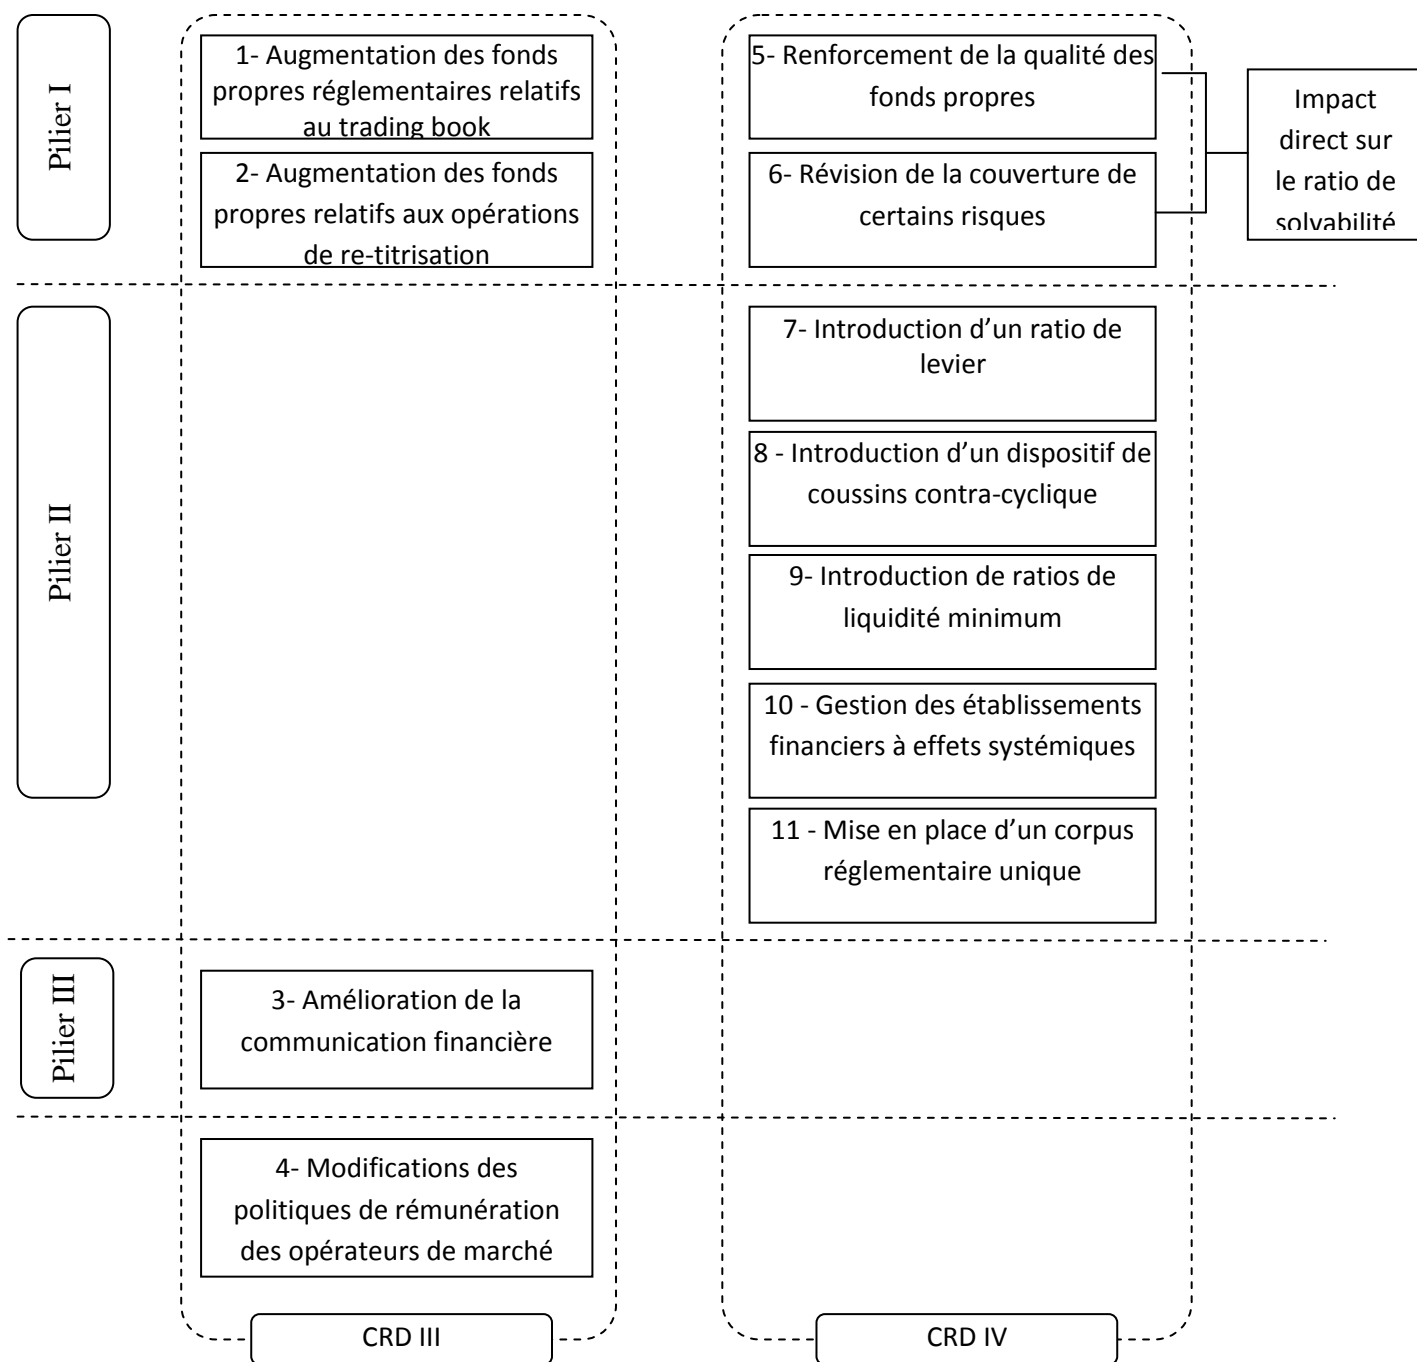 Pilier I
1- Augmentation des fonds
propres réglementaires relatifs
au trading book
2- Augmentation des fonds
propres relatifs aux opérations
de re-titrisation
5- Renforcement de la qualité des
fonds propres
6- Révision de la couverture de
certains risques
Impact
direct sur
le ratio de
solvabilité
Pilier II
7- Introduction d’un ratio de
levier
8 - Introduction d’un dispositif de
coussins contra-cyclique
9- Introduction de ratios de
liquidité minimum
10 - Gestion des établissements
financiers à effets systémiques
11 - Mise en place d’un corpus
réglementaire unique
Pilier III
3- Amélioration de la
communication financière
4- Modifications des
politiques de rémunération
des opérateurs de marché
CRD III
CRD IV